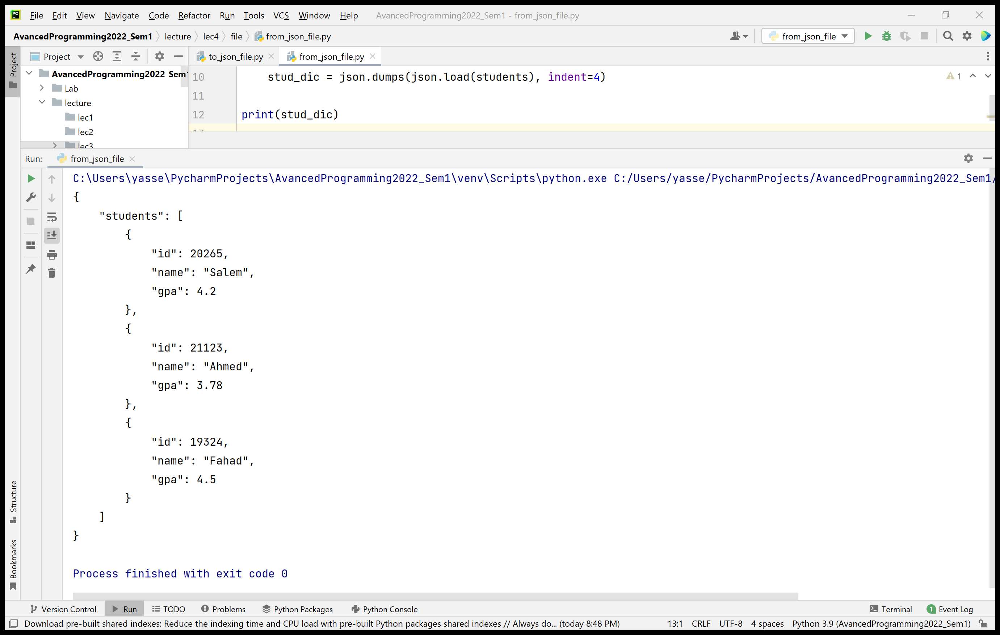 PC File Edit View Navigate Code Refactor Run Tools VCS Window Help AvancedProgramming2022_Sem1 - from_json_file.py
AvancedProgramming2022_Sem1 lecture lec4 file from_json_file.py from_json_file
Project
Project to_json_file.py from_json_file.py
AvancedProgramming2022_Sem1
Lab
lecture
lec1
lec2
lec3
10 stud_dic = json.dumps(json.load(students), indent=4)
11
12 print(stud_dic)
13
1
Run: from_json_file
C:\Users\yasse\PycharmProjects\AvancedProgramming2022_Sem1\venv\Scripts\python.exe C:/Users/yasse/PycharmProjects/AvancedProgramming2022_Sem1/
{
    "students": [
        {
            "id": 20265,
            "name": "Salem",
            "gpa": 4.2
        },
        {
            "id": 21123,
            "name": "Ahmed",
            "gpa": 3.78
        },
        {
            "id": 19324,
            "name": "Fahad",
            "gpa": 4.5
        }
    ]
}
Process finished with exit code 0
Structure
Bookmarks
Version Control Run TODO Problems Python Packages Python Console Terminal 1 Event Log
Download pre-built shared indexes: Reduce the indexing time and CPU load with pre-built Python packages shared indexes // Always do... (today 8:48 PM) 13:1 CRLF UTF-8 4 spaces Python 3.9 (AvancedProgramming2022_Sem1)